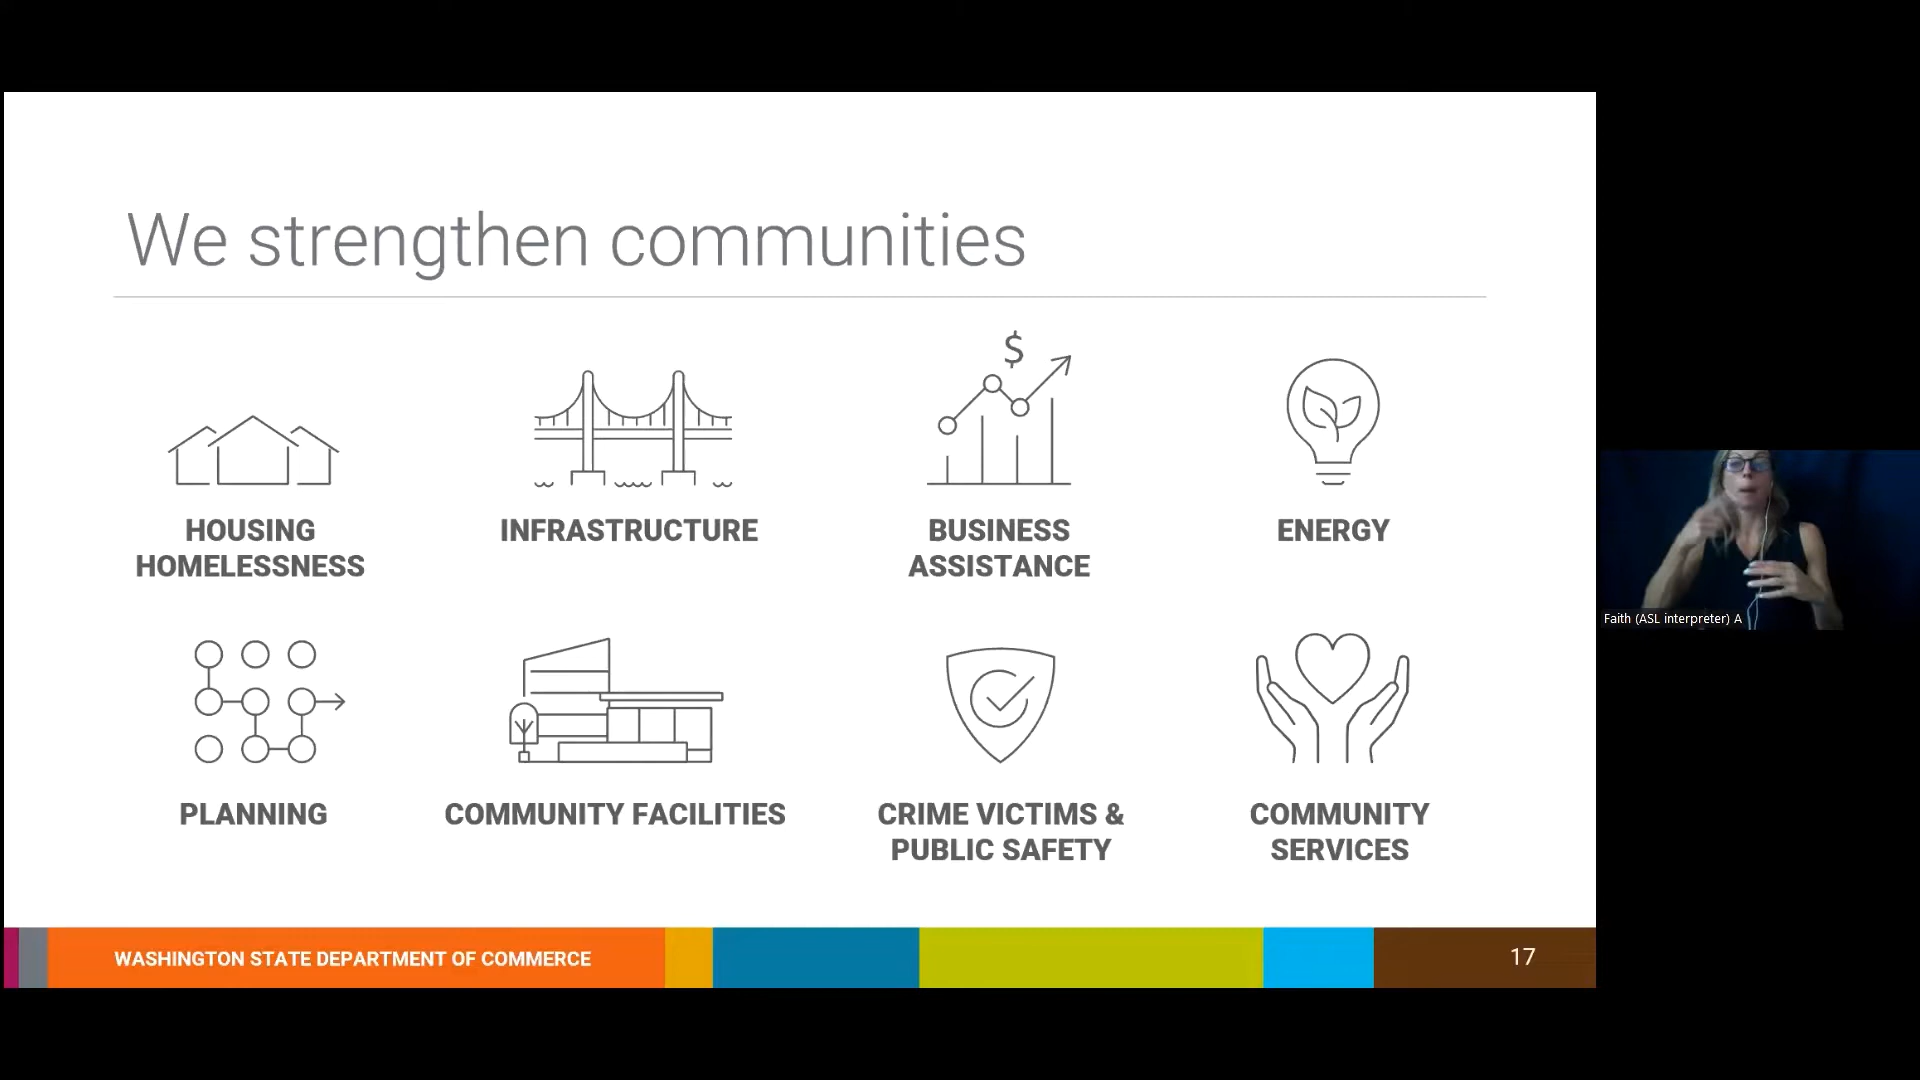 We strengthen communities
$
HOUSING
HOMELESSNESS
INFRASTRUCTURE
BUSINESS
ASSISTANCE
ENERGY
PLANNING
COMMUNITY FACILITIES
CRIME VICTIMS &
PUBLIC SAFETY
COMMUNITY
SERVICES
WASHINGTON STATE DEPARTMENT OF COMMERCE
17
Faith (ASL interpreter) A